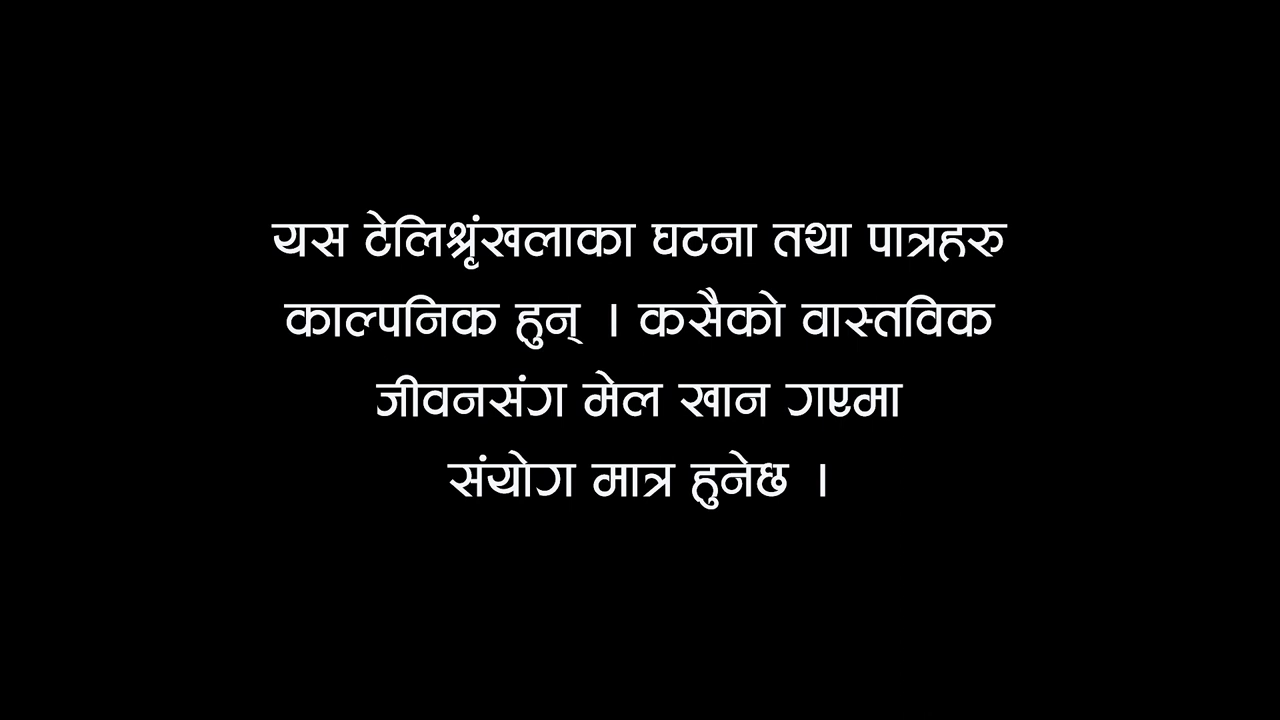 यस टेलिश्रृंखलाका घटना तथा पात्रहरु
काल्पनिक हुन् । कसैको वास्तविक
जीवनसंग मेल खान गएमा
संयोग मात्र हुनेछ ।